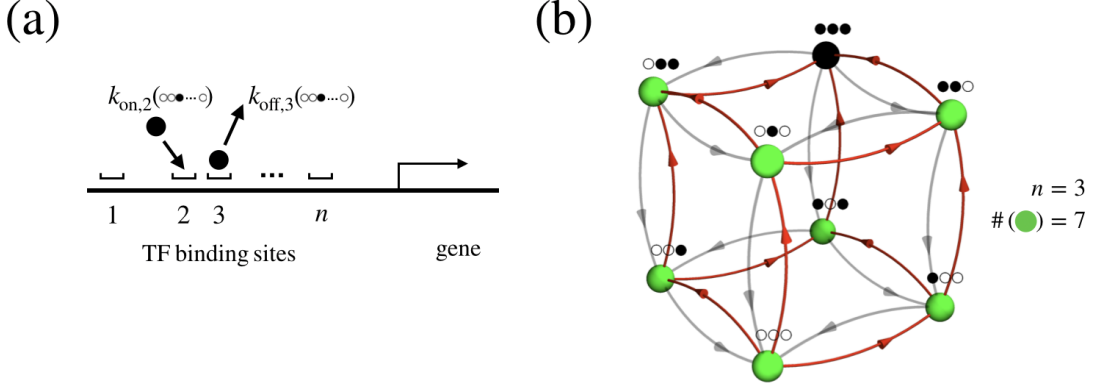 (a)
k_on,2(○○●···○)
k_off,3(○○●···○)
...
1 2 3 n
TF binding sites
gene
(b)
●●●
○●●
●●○
○●○
●○●
○○●
●○○
○○○
n = 3
#(●) = 7